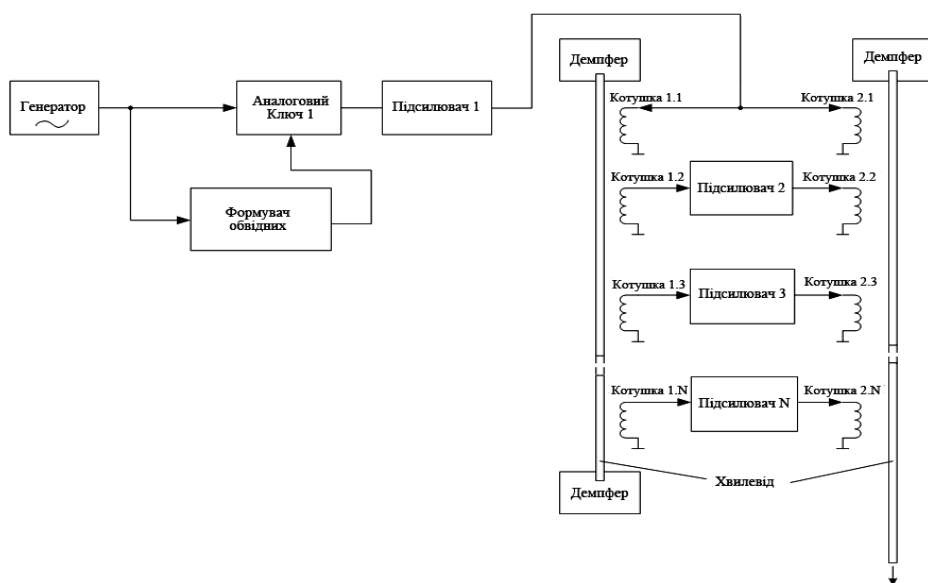 Демпфер
Демпфер
Генератор
Аналоговий
Ключ 1
Підсилювач 1
Котушка 1.1
Котушка 2.1
Формувач
обвідних
Котушка 1.2
Підсилювач 2
Котушка 2.2
Котушка 1.3
Підсилювач 3
Котушка 2.3
Котушка 1.N
Підсилювач N
Котушка 2.N
Хвилевід
Демпфер